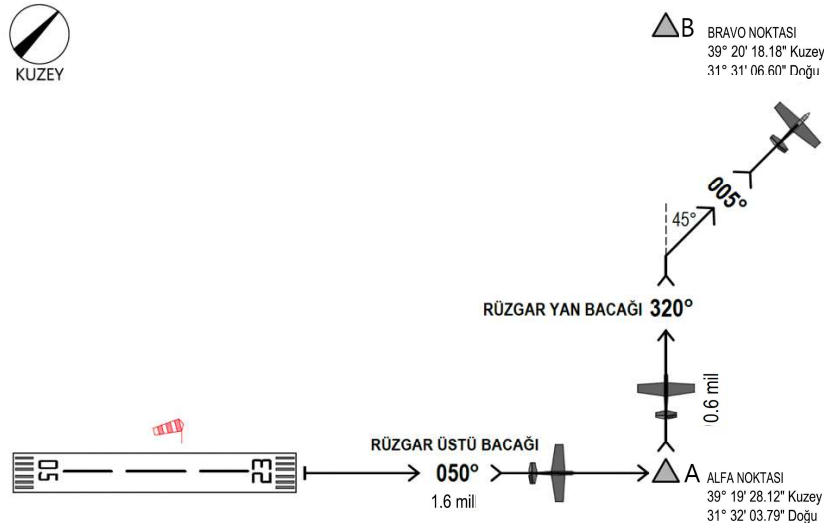 KUZEY
B
BRAVO NOKTASI
39° 20' 18.18" Kuzey
31° 31' 06.60" Doğu
005°
45°
RÜZGAR YAN BACAĞI 320°
0.6 mil
RÜZGAR ÜSTÜ BACAĞI
050°
1.6 mil
05
23
A
ALFA NOKTASI
39° 19' 28.12" Kuzey
31° 32' 03.79" Doğu